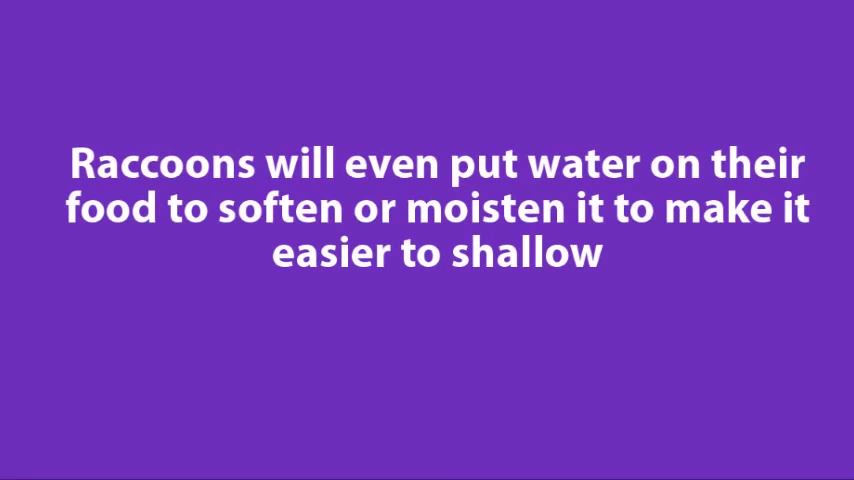 Raccoons will even put water on their
food to soften or moisten it to make it
easier to shallow